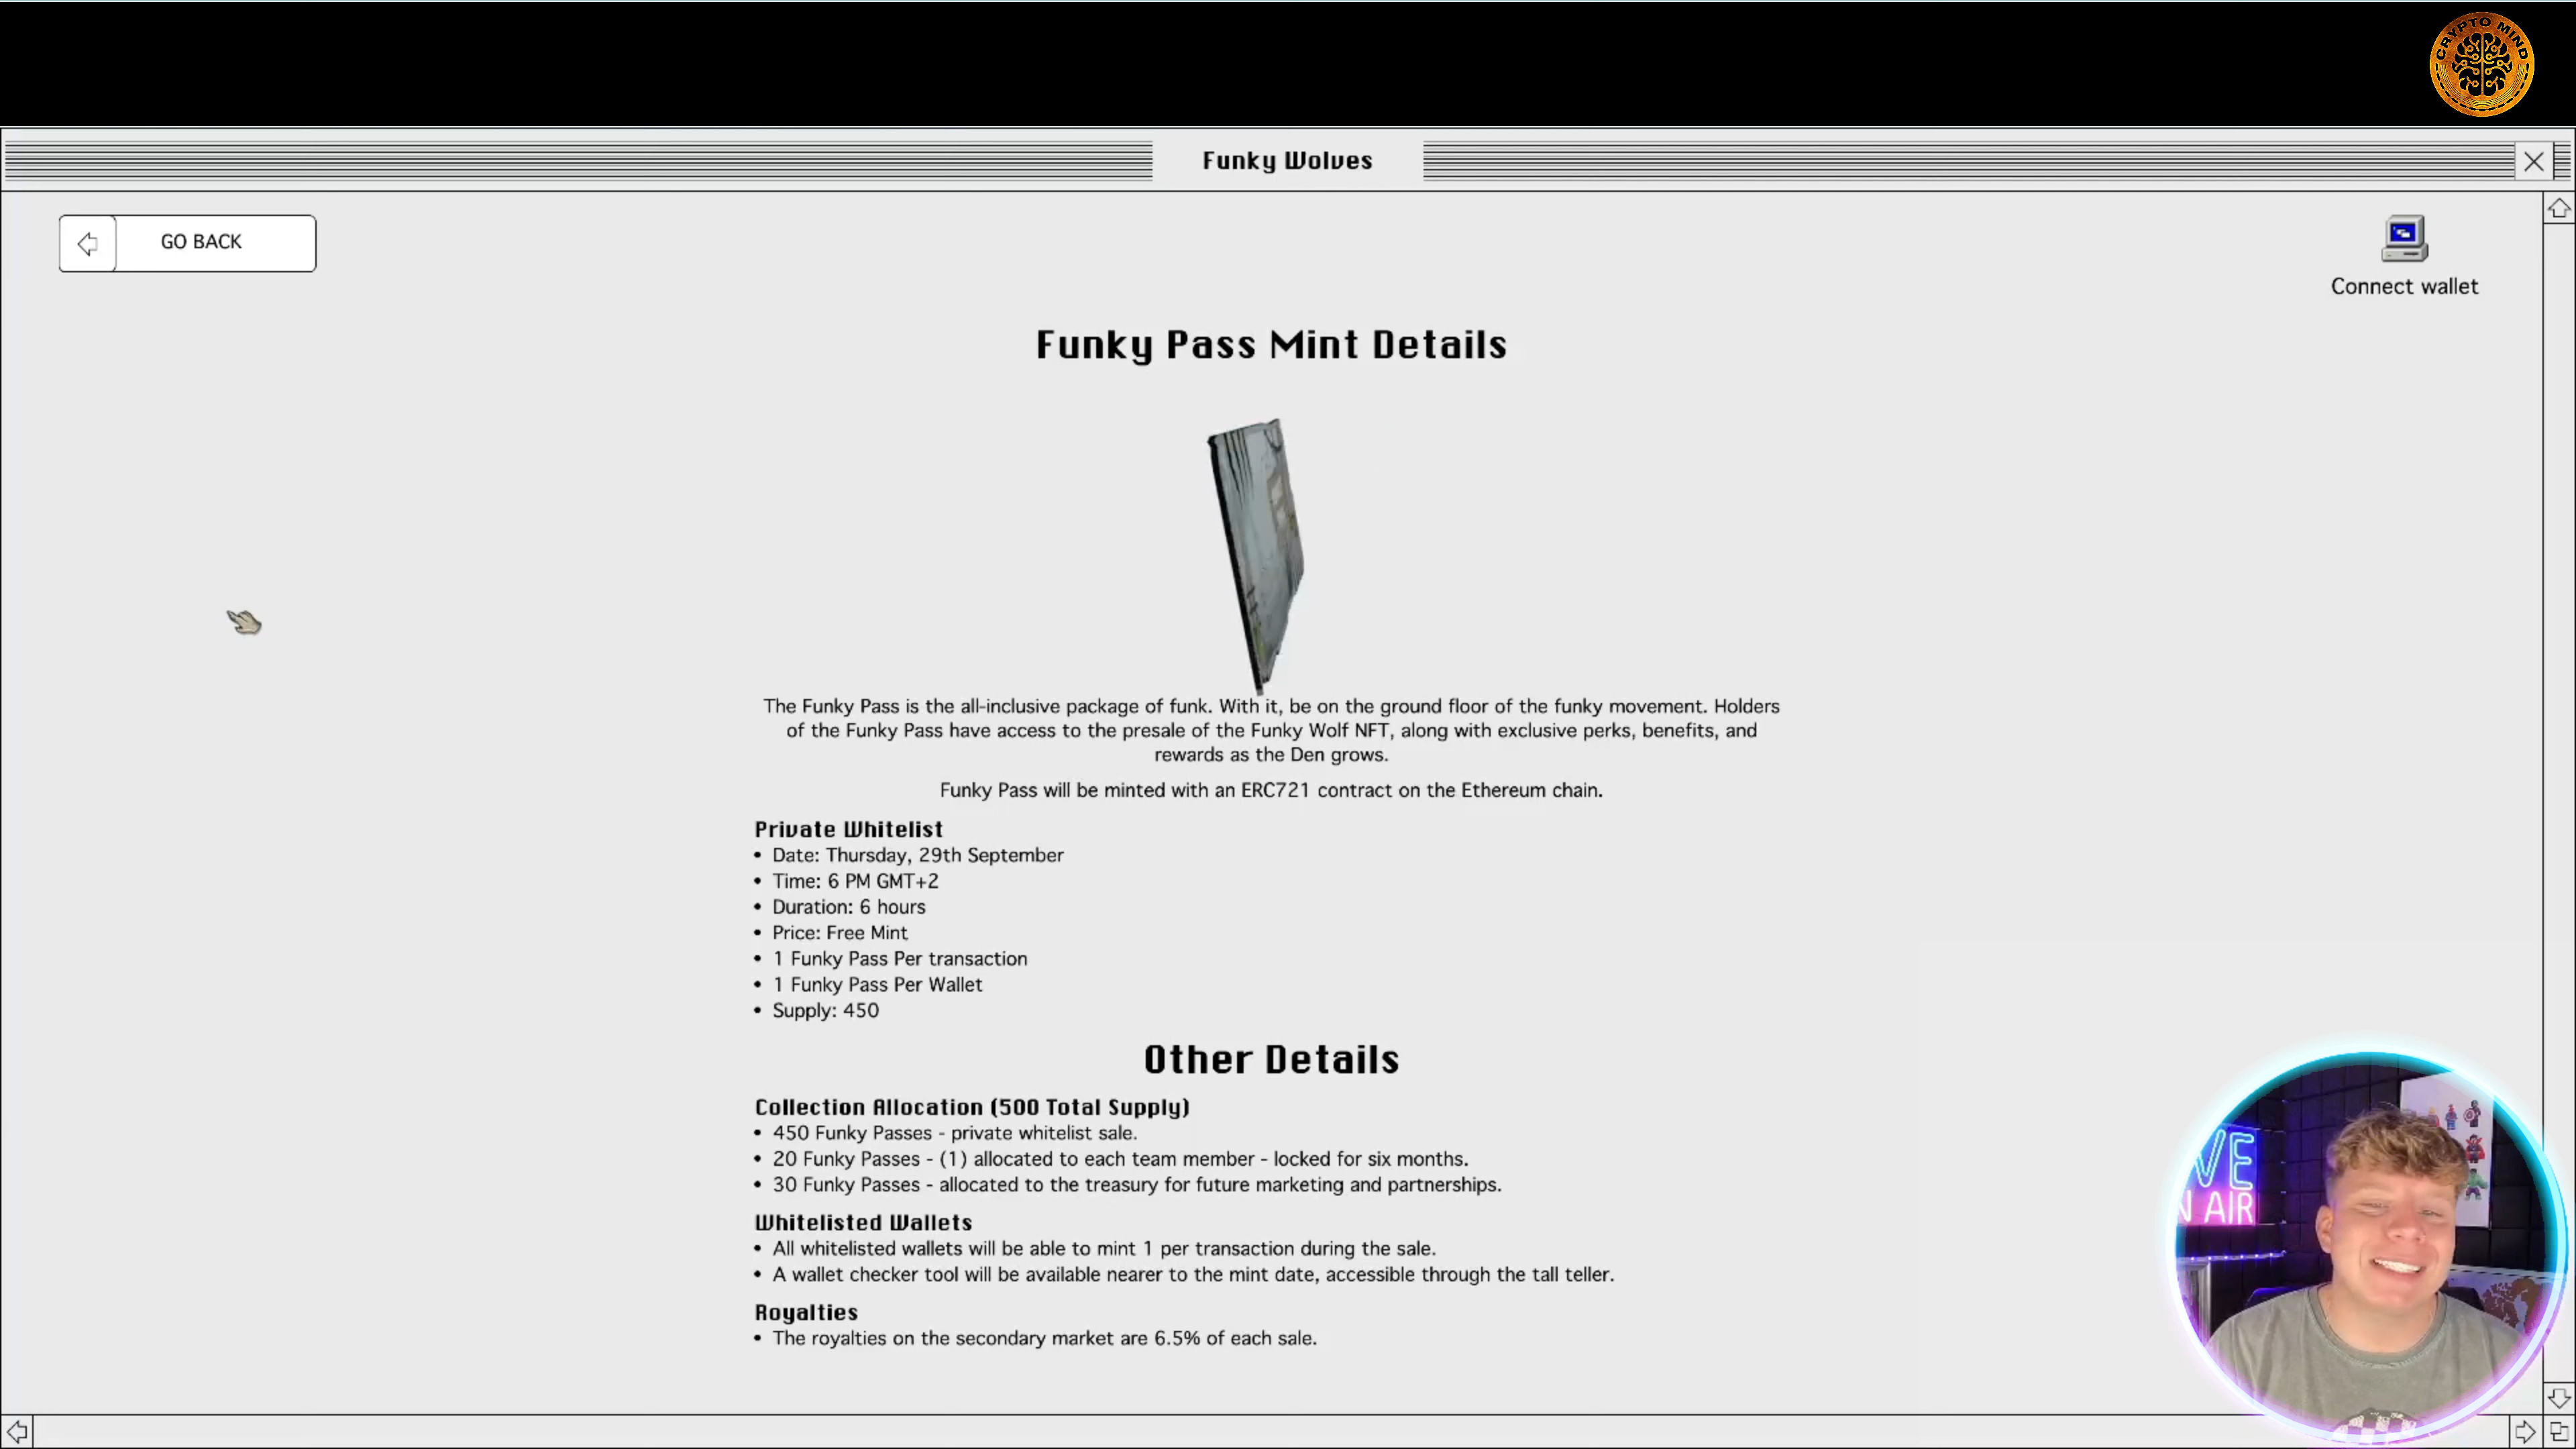 CRYPTO MIND
Funky Wolves
GO BACK
Connect wallet
Funky Pass Mint Details
The Funky Pass is the all-inclusive package of funk. With it, be on the ground floor of the funky movement. Holders
of the Funky Pass have access to the presale of the Funky Wolf NFT, along with exclusive perks, benefits, and
rewards as the Den grows.
Funky Pass will be minted with an ERC721 contract on the Ethereum chain.
Private Whitelist
• Date: Thursday, 29th September
• Time: 6 PM GMT+2
• Duration: 6 hours
• Price: Free Mint
• 1 Funky Pass Per transaction
• 1 Funky Pass Per Wallet
• Supply: 450
Other Details
Collection Allocation (500 Total Supply)
• 450 Funky Passes - private whitelist sale.
• 20 Funky Passes - (1) allocated to each team member - locked for six months.
• 30 Funky Passes - allocated to the treasury for future marketing and partnerships.
Whitelisted Wallets
• All whitelisted wallets will be able to mint 1 per transaction during the sale.
• A wallet checker tool will be available nearer to the mint date, accessible through the tall teller.
Royalties
• The royalties on the secondary market are 6.5% of each sale.
VE
N AIR